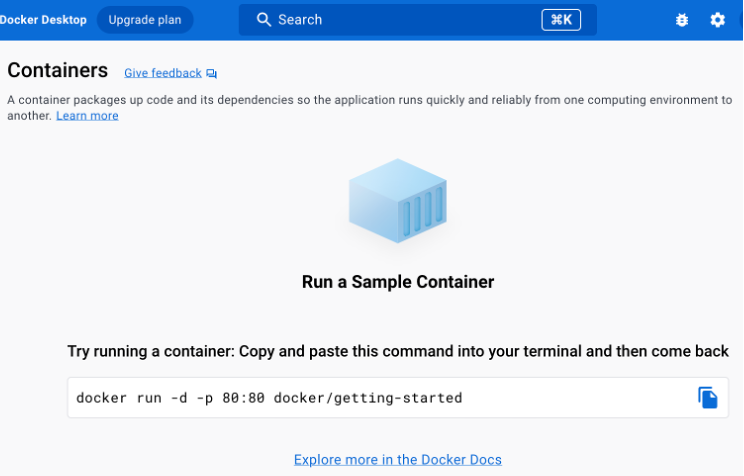 Docker Desktop Upgrade plan Search ⌘K
Containers Give feedback
A container packages up code and its dependencies so the application runs quickly and reliably from one computing environment to
another. Learn more
Run a Sample Container
Try running a container: Copy and paste this command into your terminal and then come back
docker run -d -p 80:80 docker/getting-started
Explore more in the Docker Docs